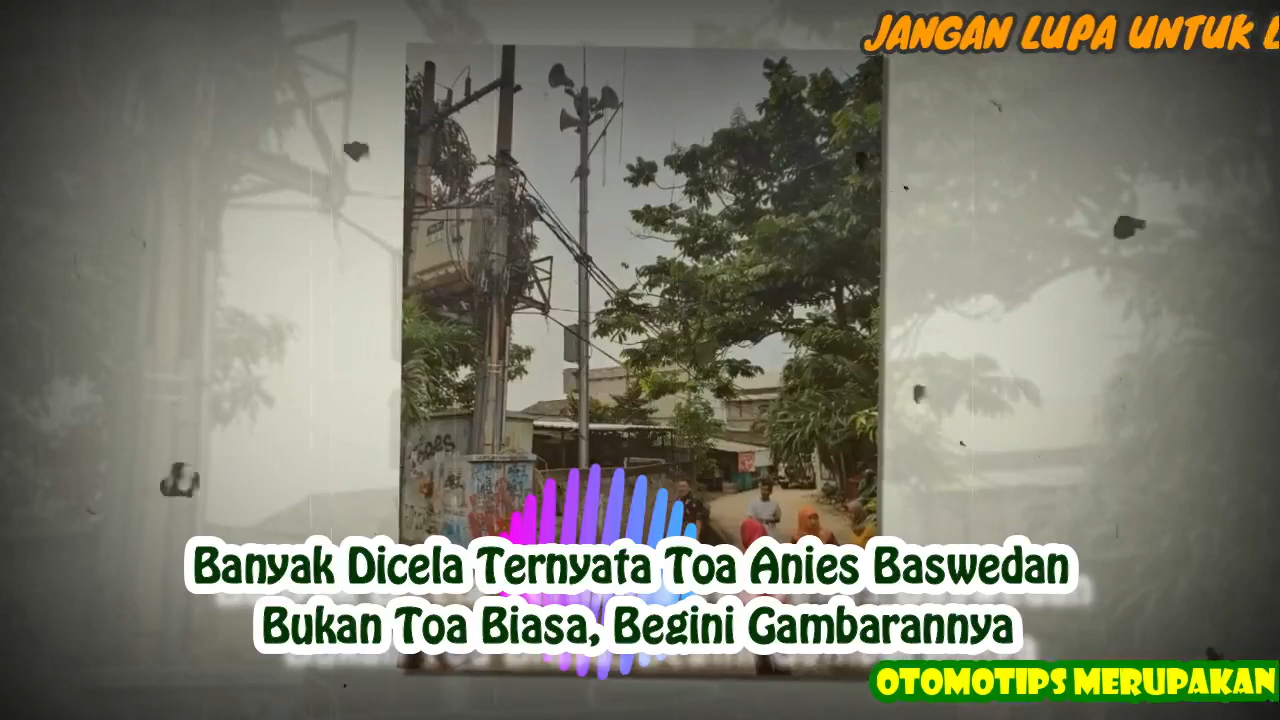 JANGAN LUPA UNTUK
Banyak Dicela Ternyata Toa Anies Baswedan
Bukan Toa Biasa, Begini Gambarannya
OTOMOTIPS MERUPAKAN